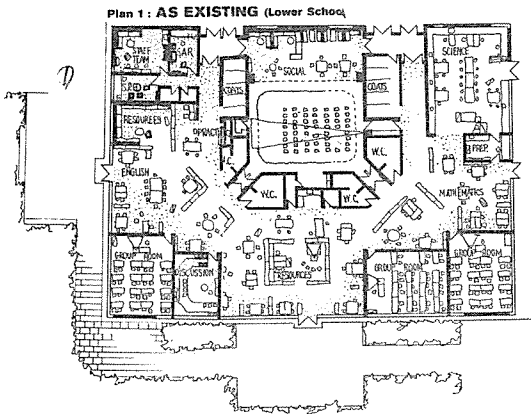 Plan 1 : AS EXISTING (Lower School
STAFF
TEAM
SCIENCE
SOCIAL
COATS
COATS
RESOURCES
PREP.
W.C.
ENGLISH
W.C.
W.C.
MATHEMATICS
GROUP ROOM
DISCUSSION
RESOURCES
GROUP ROOM
GROUP ROOM